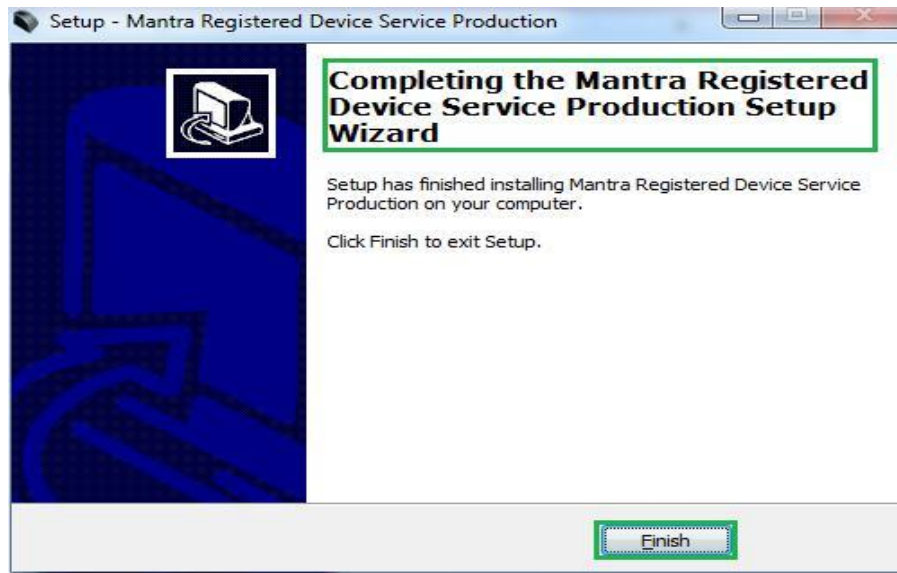 Setup - Mantra Registered Device Service Production
Completing the Mantra Registered
Device Service Production Setup
Wizard
Setup has finished installing Mantra Registered Device Service
Production on your computer.
Click Finish to exit Setup.
Finish